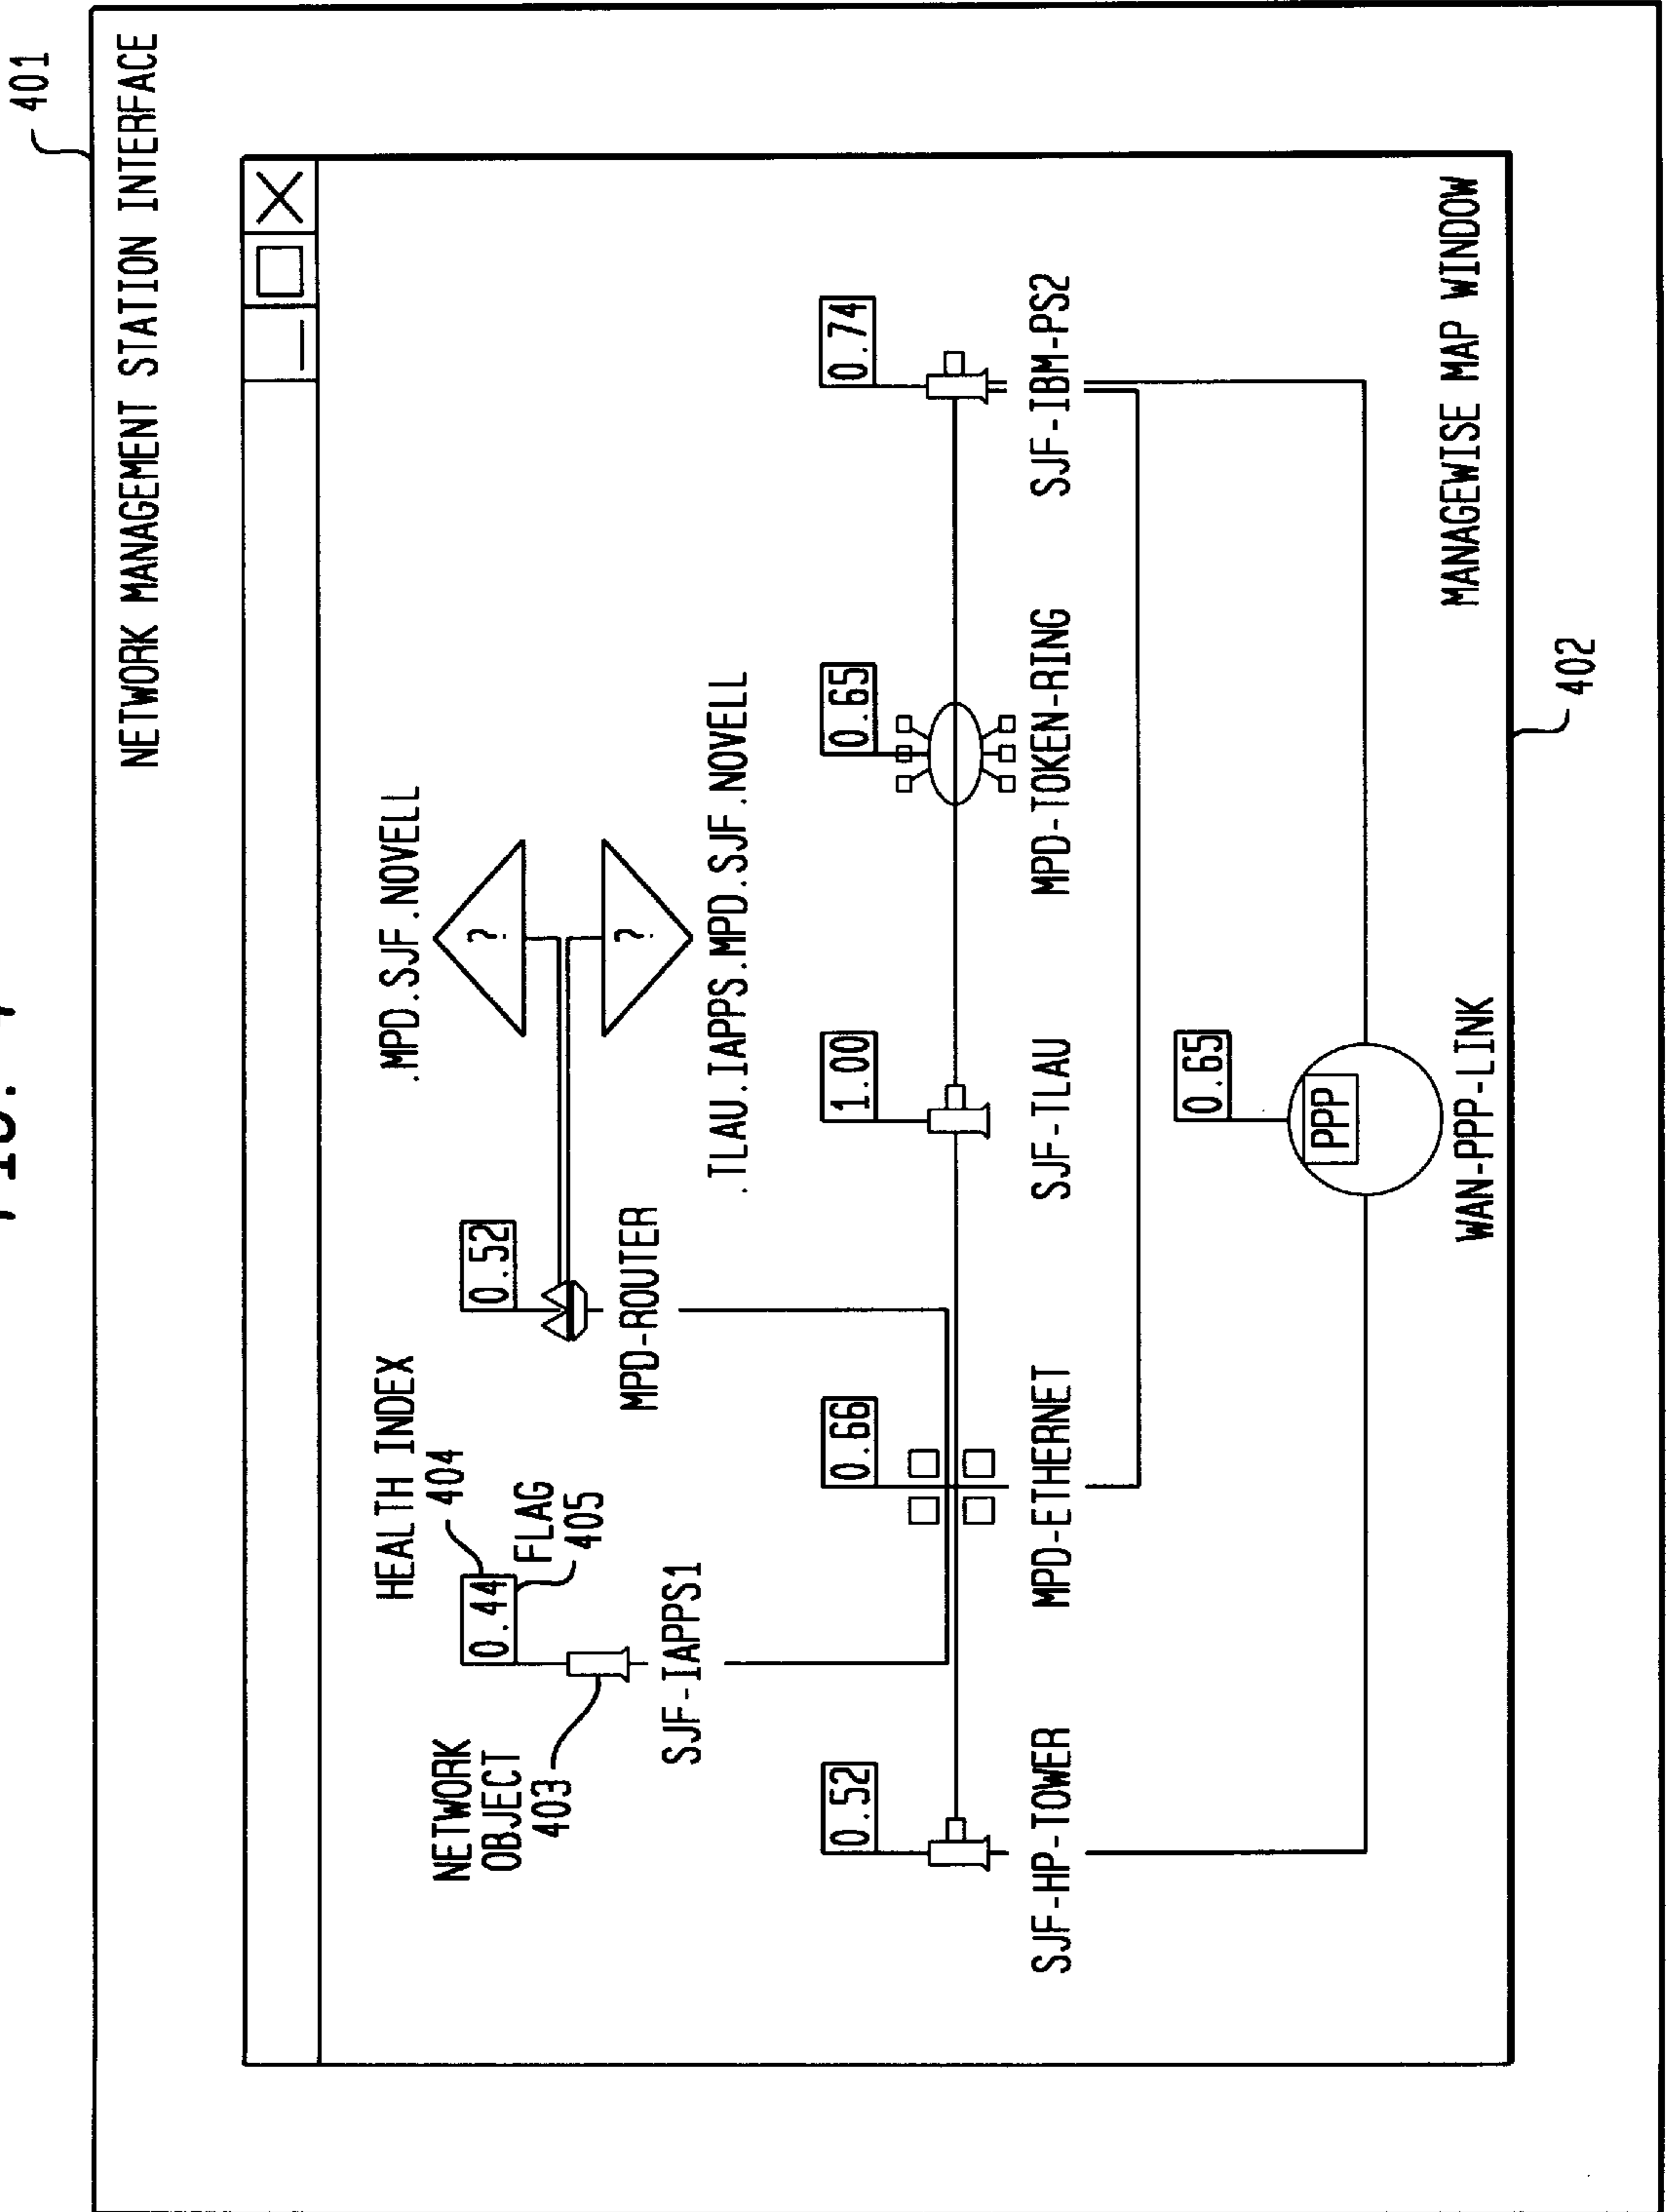 401
NETWORK MANAGEMENT STATION INTERFACE
HEALTH INDEX
404
.MPD.SJF.NOVELL
NETWORK
OBJECT
403
0.44
FLAG
405
0.52
?
?
SJF-IAPPS1
MPD-ROUTER
.TLAU.IAPPS.MPD.SJF.NOVELL
0.52
0.66
1.00
0.65
0.74
SJF-HP-TOWER
MPD-ETHERNET
SJF-TLAU
MPD-TOKEN-RING
SJF-IBM-PS2
0.65
PPP
WAN-PPP-LINK
MANAGEWISE MAP WINDOW
402